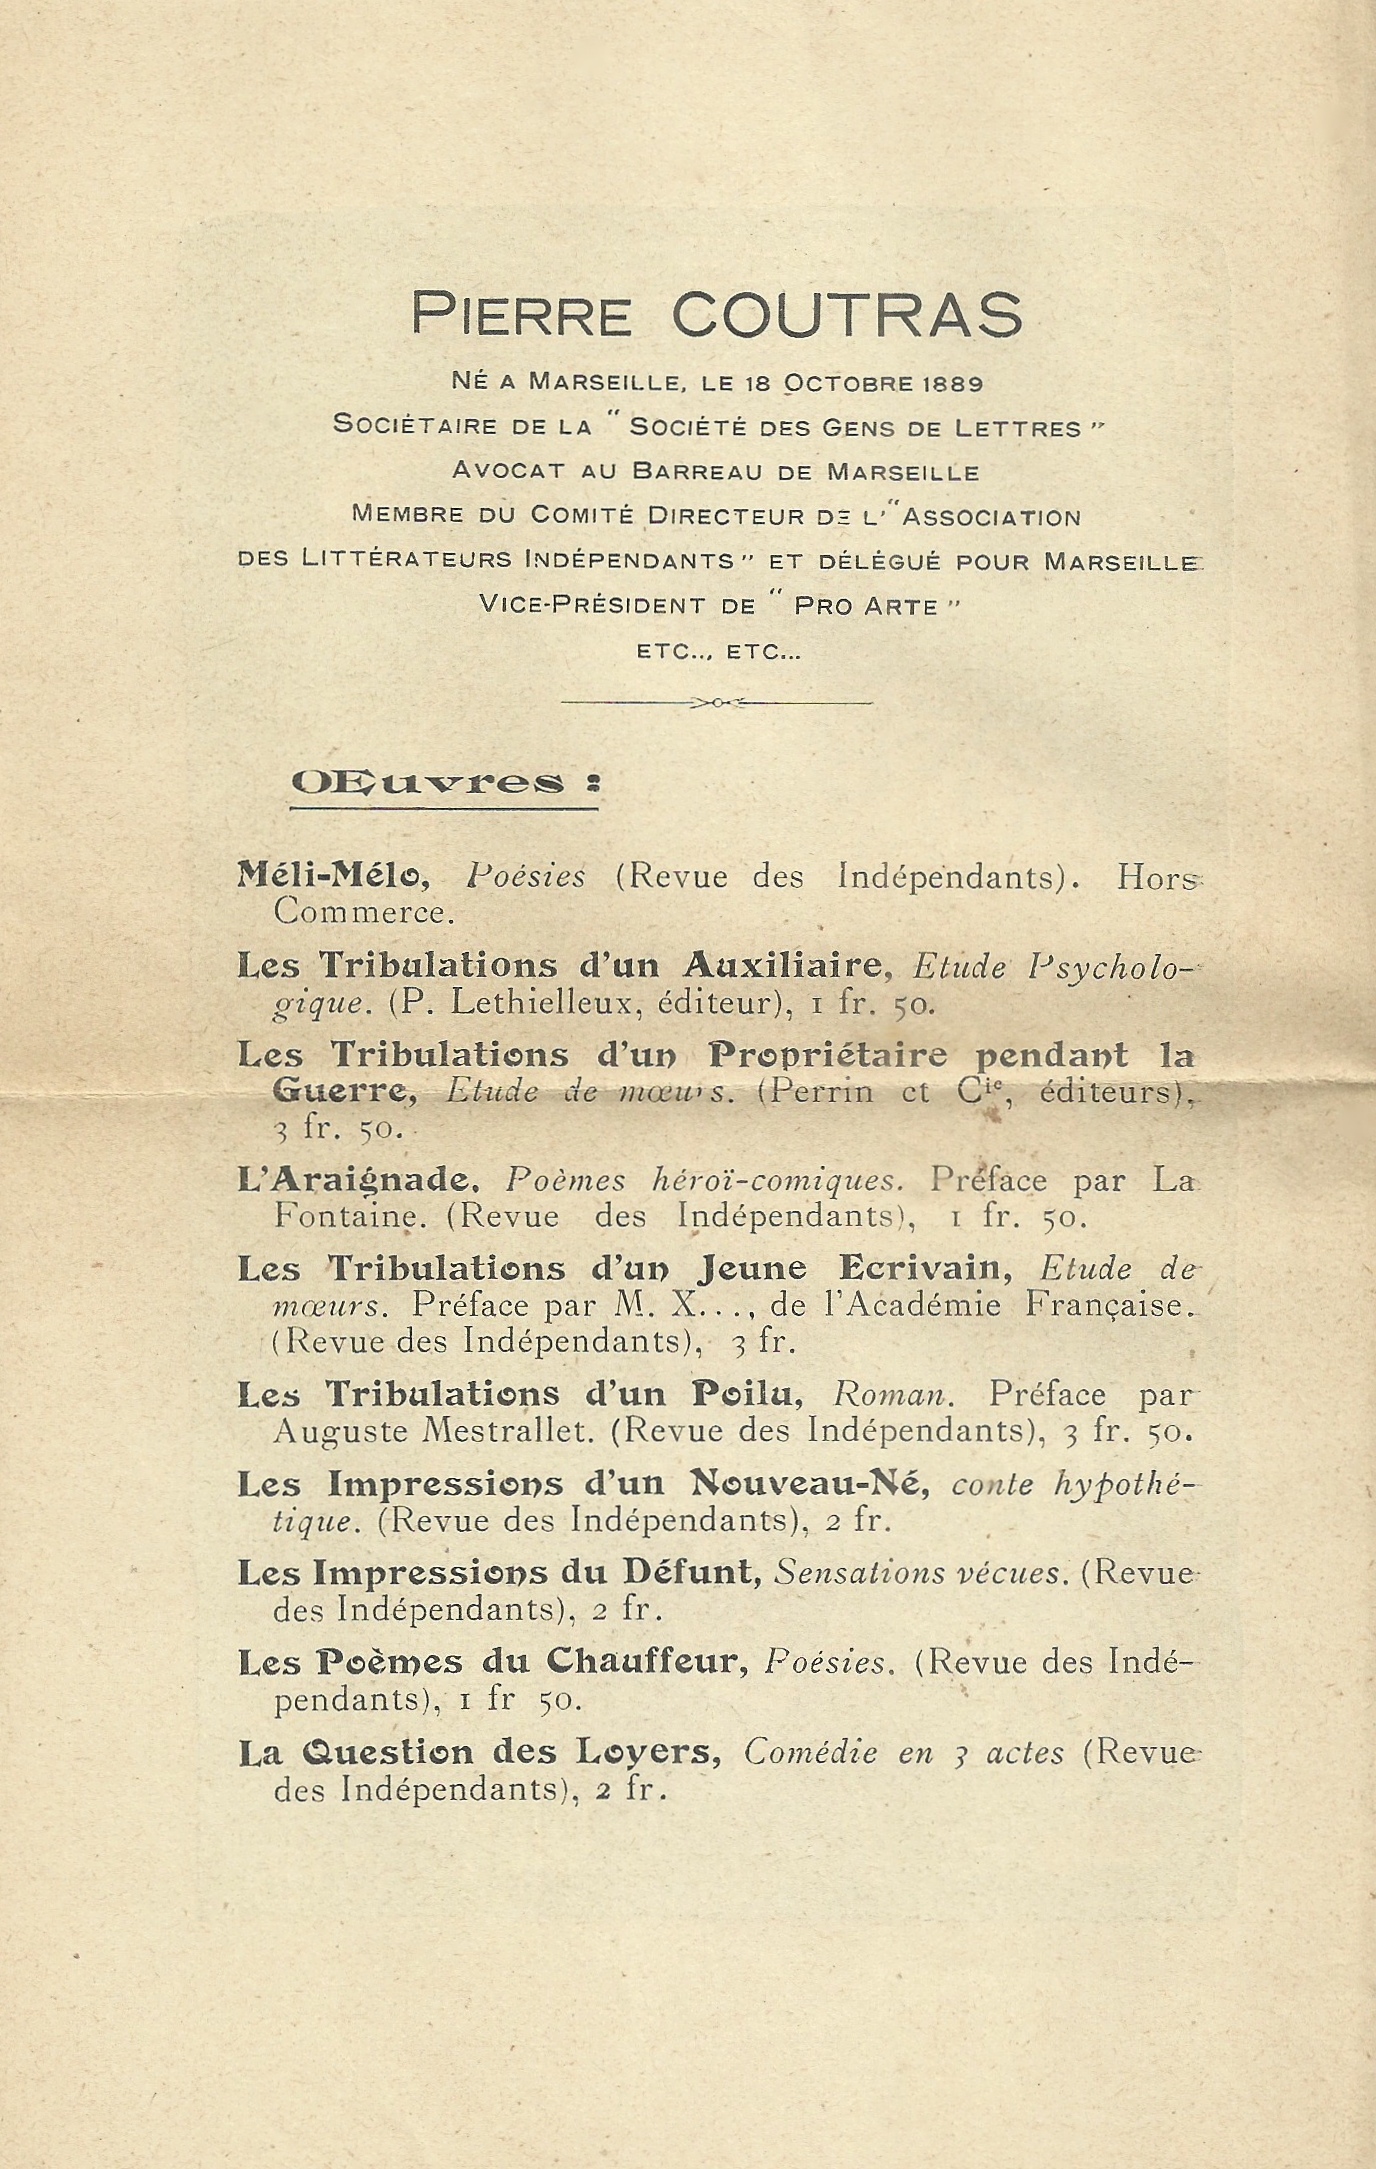 PIERRE COUTRAS
NÉ A MARSEILLE, LE 18 OCTOBRE 1889
SOCIÉTAIRE DE LA " SOCIÉTÉ DES GENS DE LETTRES "
AVOCAT AU BARREAU DE MARSEILLE
MEMBRE DU COMITÉ DIRECTEUR DE L'"ASSOCIATION
DES LITTÉRATEURS INDÉPENDANTS" ET DÉLÉGUÉ POUR MARSEILLE
VICE-PRÉSIDENT DE " PRO ARTE "
ETC..., ETC...
Œuvres :
Méli-Mélo, Poésies (Revue des Indépendants). Hors
Commerce.
Les Tribulations d'un Auxiliaire, Etude Psycholo-
gique. (P. Lethielleux, éditeur), 1 fr. 50.
Les Tribulations d'un Propriétaire pendant la
Guerre, Etude de mœurs. (Perrin et Cie, éditeurs),
3 fr. 50.
L'Araignade. Poèmes héroï-comiques. Préface par La
Fontaine. (Revue des Indépendants), 1 fr. 50.
Les Tribulations d'un Jeune Ecrivain, Etude de
mœurs. Préface par M. X..., de l'Académie Française.
(Revue des Indépendants), 3 fr.
Les Tribulations d'un Poilu, Roman. Préface par
Auguste Mestrallet. (Revue des Indépendants), 3 fr. 50.
Les Impressions d'un Nouveau-Né, conte hypothé-
tique. (Revue des Indépendants), 2 fr.
Les Impressions du Défunt, Sensations vécues. (Revue
des Indépendants), 2 fr.
Les Poèmes du Chauffeur, Poésies. (Revue des Indé-
pendants), 1 fr 50.
La Question des Loyers, Comédie en 3 actes (Revue
des Indépendants), 2 fr.